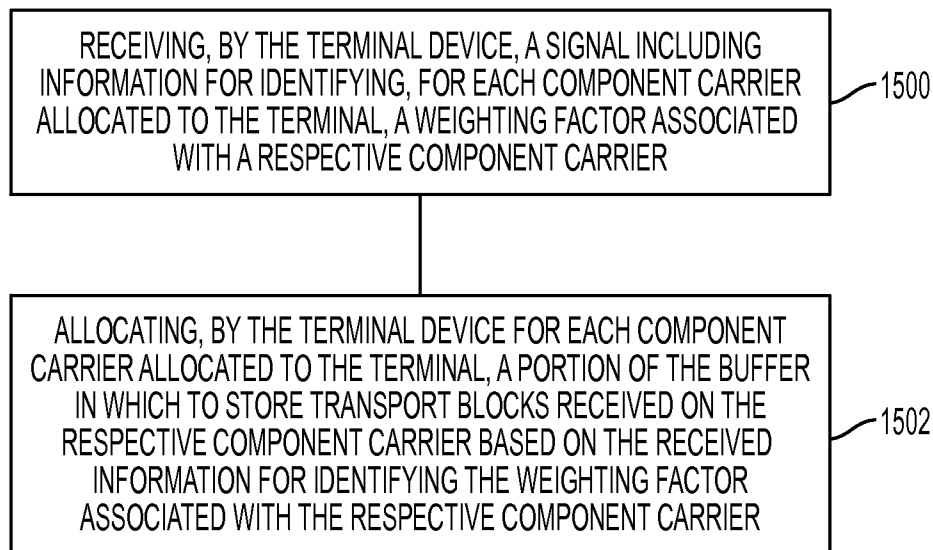 RECEIVING, BY THE TERMINAL DEVICE, A SIGNAL INCLUDING
INFORMATION FOR IDENTIFYING, FOR EACH COMPONENT CARRIER
ALLOCATED TO THE TERMINAL, A WEIGHTING FACTOR ASSOCIATED
WITH A RESPECTIVE COMPONENT CARRIER
1500
ALLOCATING, BY THE TERMINAL DEVICE FOR EACH COMPONENT
CARRIER ALLOCATED TO THE TERMINAL, A PORTION OF THE BUFFER
IN WHICH TO STORE TRANSPORT BLOCKS RECEIVED ON THE
RESPECTIVE COMPONENT CARRIER BASED ON THE RECEIVED
INFORMATION FOR IDENTIFYING THE WEIGHTING FACTOR
ASSOCIATED WITH THE RESPECTIVE COMPONENT CARRIER
1502